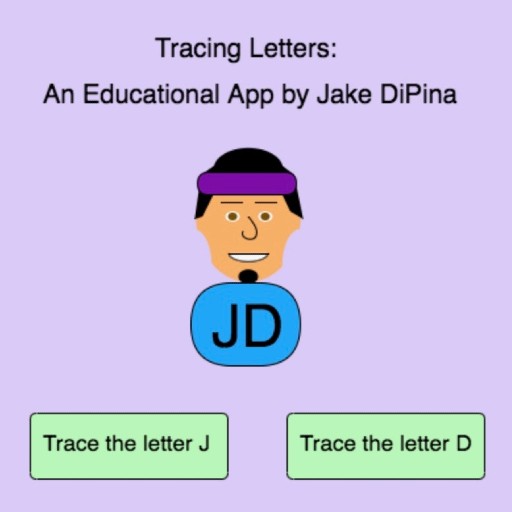 Tracing Letters:
An Educational App by Jake DiPina
JD
Trace the letter J
Trace the letter D